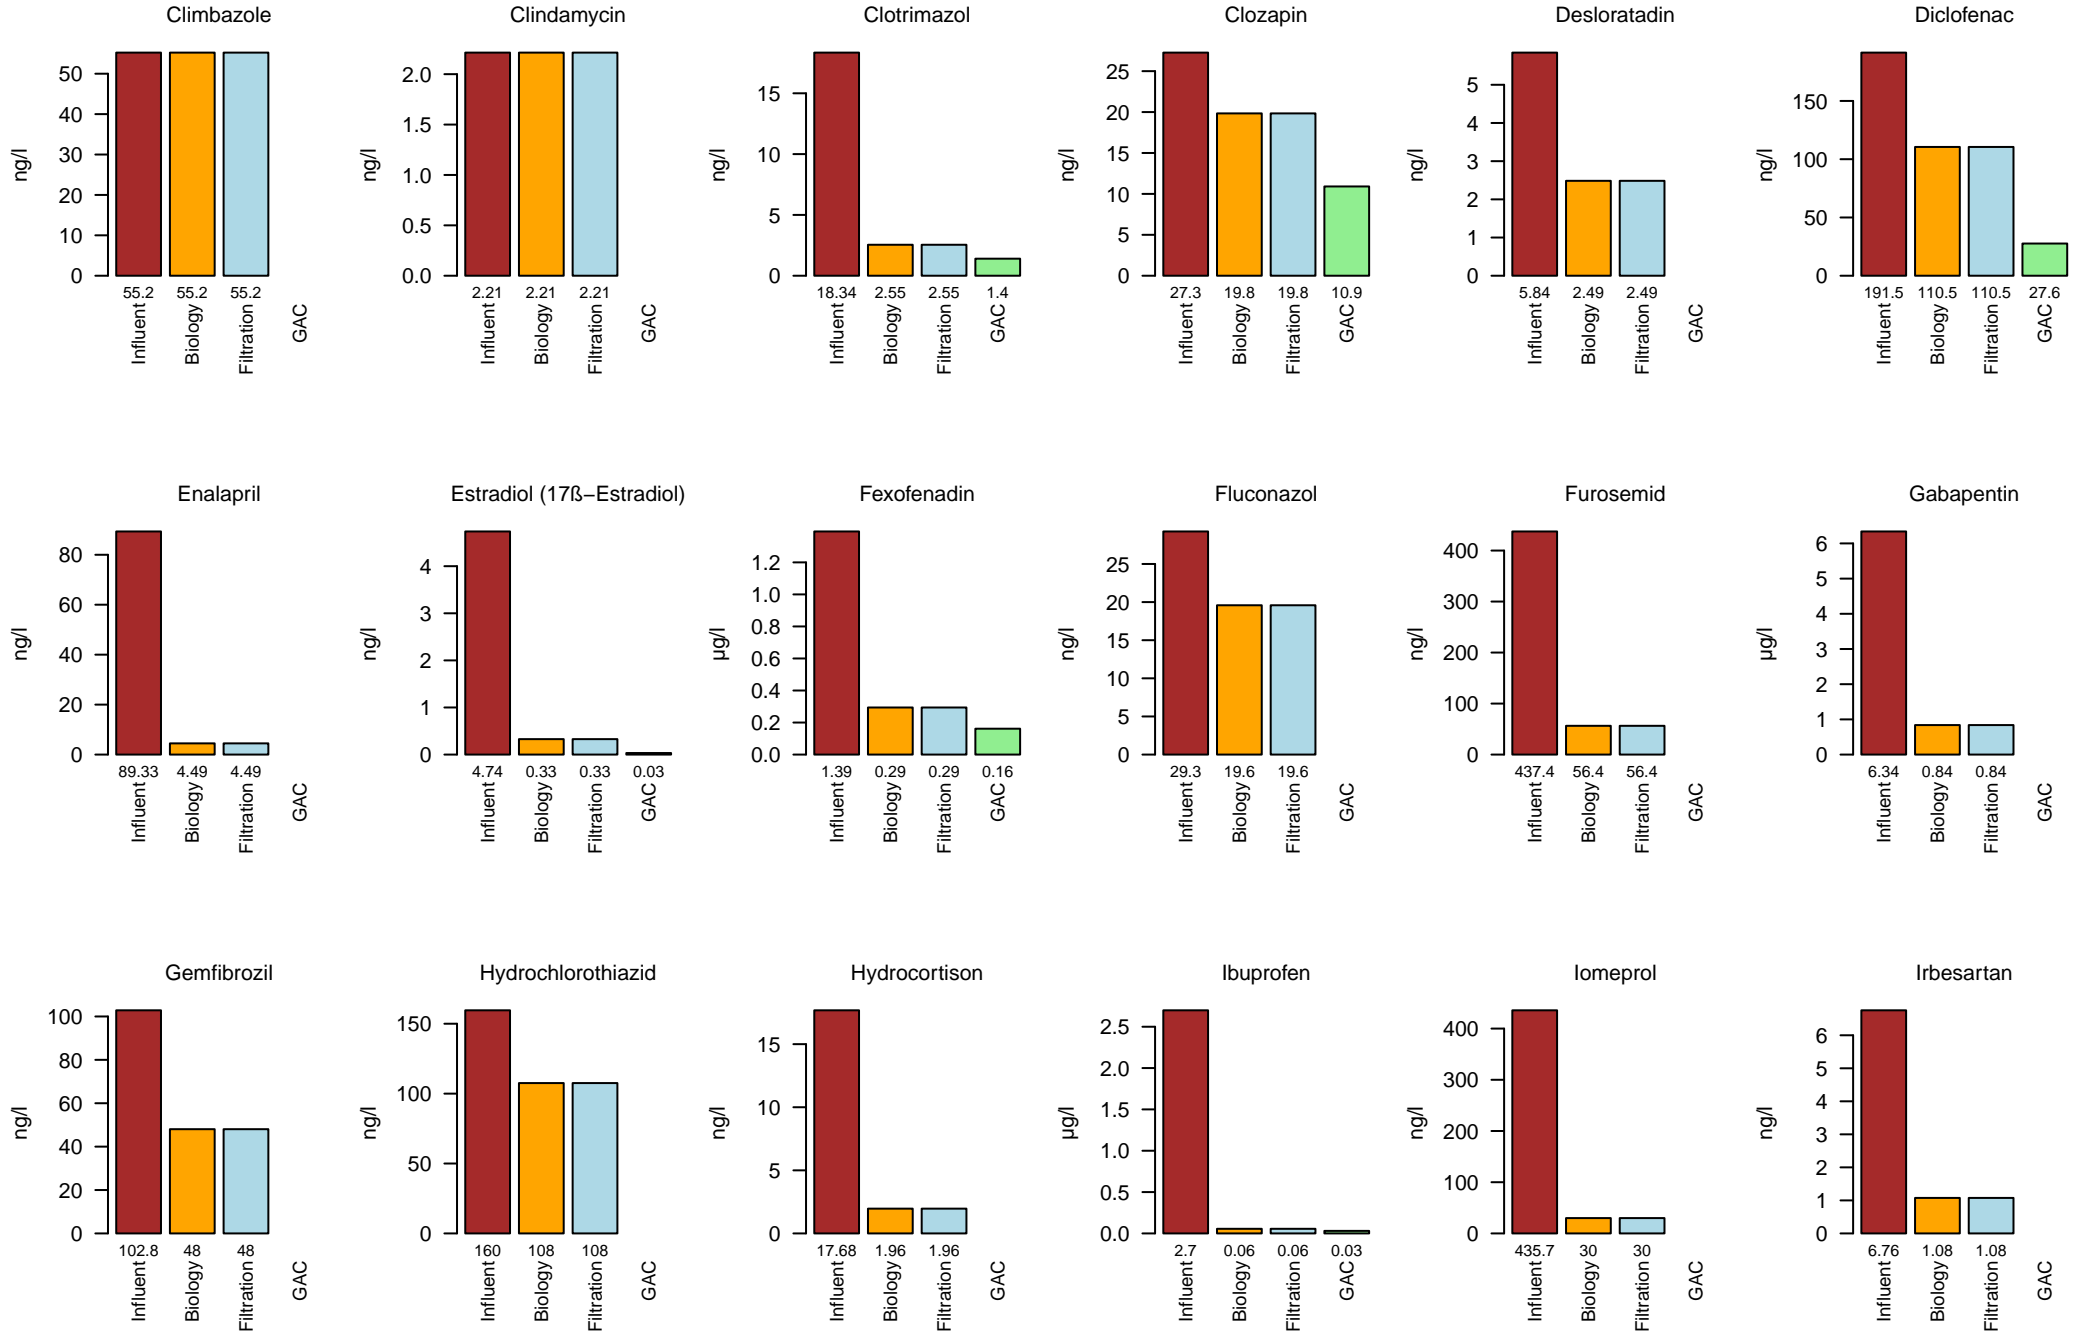 Climbazole
ng/l
50
40
30
20
10
0
55.2 55.2 55.2
Influent Biology Filtration GAC
Clindamycin
ng/l
2.0
1.5
1.0
0.5
0.0
2.21 2.21 2.21
Influent Biology Filtration GAC
Clotrimazol
ng/l
15
10
5
0
18.34 2.55 2.55 1.4
Influent Biology Filtration GAC
Clozapin
ng/l
25
20
15
10
5
0
27.3 19.8 19.8 10.9
Influent Biology Filtration GAC
Desloratadin
ng/l
5
4
3
2
1
0
5.84 2.49 2.49
Influent Biology Filtration GAC
Diclofenac
ng/l
150
100
50
0
191.5 110.5 110.5 27.6
Influent Biology Filtration GAC
Enalapril
ng/l
80
60
40
20
0
89.33 4.49 4.49
Influent Biology Filtration GAC
Estradiol (17ß−Estradiol)
ng/l
4
3
2
1
0
4.74 0.33 0.33 0.03
Influent Biology Filtration GAC
Fexofenadin
µg/l
1.2
1.0
0.8
0.6
0.4
0.2
0.0
1.39 0.29 0.29 0.16
Influent Biology Filtration GAC
Fluconazol
ng/l
25
20
15
10
5
0
29.3 19.6 19.6
Influent Biology Filtration GAC
Furosemid
ng/l
400
300
200
100
0
437.4 56.4 56.4
Influent Biology Filtration GAC
Gabapentin
µg/l
6
5
4
3
2
1
0
6.34 0.84 0.84
Influent Biology Filtration GAC
Gemfibrozil
ng/l
100
80
60
40
20
0
102.8 48 48
Influent Biology Filtration GAC
Hydrochlorothiazid
ng/l
150
100
50
0
160 108 108
Influent Biology Filtration GAC
Hydrocortison
ng/l
15
10
5
0
17.68 1.96 1.96
Influent Biology Filtration GAC
Ibuprofen
µg/l
2.5
2.0
1.5
1.0
0.5
0.0
2.7 0.06 0.06 0.03
Influent Biology Filtration GAC
Iomeprol
ng/l
400
300
200
100
0
435.7 30 30
Influent Biology Filtration GAC
Irbesartan
ng/l
6
5
4
3
2
1
0
6.76 1.08 1.08
Influent Biology Filtration GAC